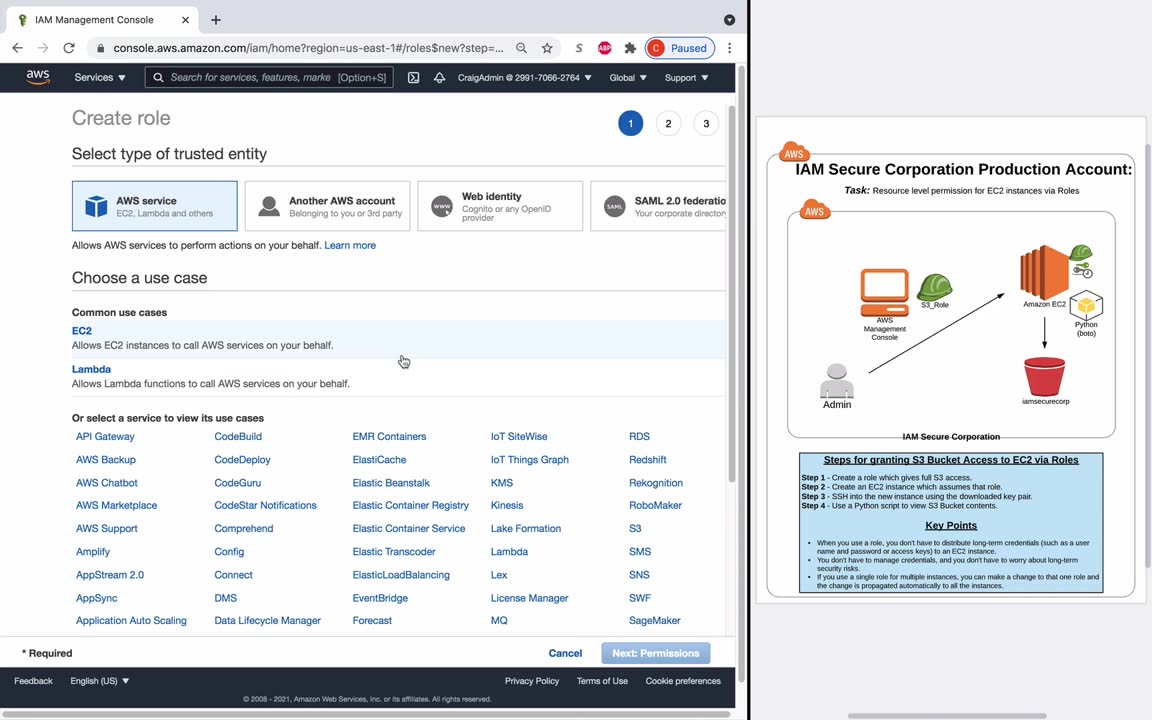 IAM Management Console
console.aws.amazon.com/iam/home?region=us-east-1#/roles$new?step=...
S
ABP
C Paused
aws
Services
Search for services, features, marke [Option+S]
CraigAdmin @ 2991-7066-2764
Global
Support
Create role
1 2 3
Select type of trusted entity
AWS service
EC2, Lambda and others
Another AWS account
Belonging to you or 3rd party
www
Web identity
Cognito or any OpenID
provider
SAML
SAML 2.0 federatio
Your corporate directory
Allows AWS services to perform actions on your behalf. Learn more
Choose a use case
Common use cases
EC2
Allows EC2 instances to call AWS services on your behalf.
Lambda
Allows Lambda functions to call AWS services on your behalf.
Or select a service to view its use cases
API Gateway CodeBuild EMR Containers IoT SiteWise RDS
AWS Backup CodeDeploy ElastiCache IoT Things Graph Redshift
AWS Chatbot CodeGuru Elastic Beanstalk KMS Rekognition
AWS Marketplace CodeStar Notifications Elastic Container Registry Kinesis RoboMaker
AWS Support Comprehend Elastic Container Service Lake Formation S3
Amplify Config Elastic Transcoder Lambda SMS
AppStream 2.0 Connect ElasticLoadBalancing Lex SNS
AppSync DMS EventBridge License Manager SWF
Application Auto Scaling Data Lifecycle Manager Forecast MQ SageMaker
* Required
Cancel
Next: Permissions
Feedback
English (US)
Privacy Policy
Terms of Use
Cookie preferences
© 2008 - 2021, Amazon Web Services, Inc. or its affiliates. All rights reserved.
AWS
IAM Secure Corporation Production Account:
Task: Resource level permission for EC2 instances via Roles
AWS
S3_Role
AWS
Management
Console
Amazon EC2
Python
(boto)
Admin
iamsecurecorp
IAM Secure Corporation
Steps for granting S3 Bucket Access to EC2 via Roles
Step 1 - Create a role which gives full S3 access.
Step 2 - Create an EC2 instance which assumes that role.
Step 3 - SSH into the new instance using the downloaded key pair.
Step 4 - Use a Python script to view S3 Bucket contents.
Key Points
• When you use a role, you don't have to distribute long-term credentials (such as a user
name and password or access keys) to an EC2 instance.
• You don't have to manage credentials, and you don't have to worry about long-term
security risks.
• If you use a single role for multiple instances, you can make a change to that one role and
the change is propagated automatically to all the instances.